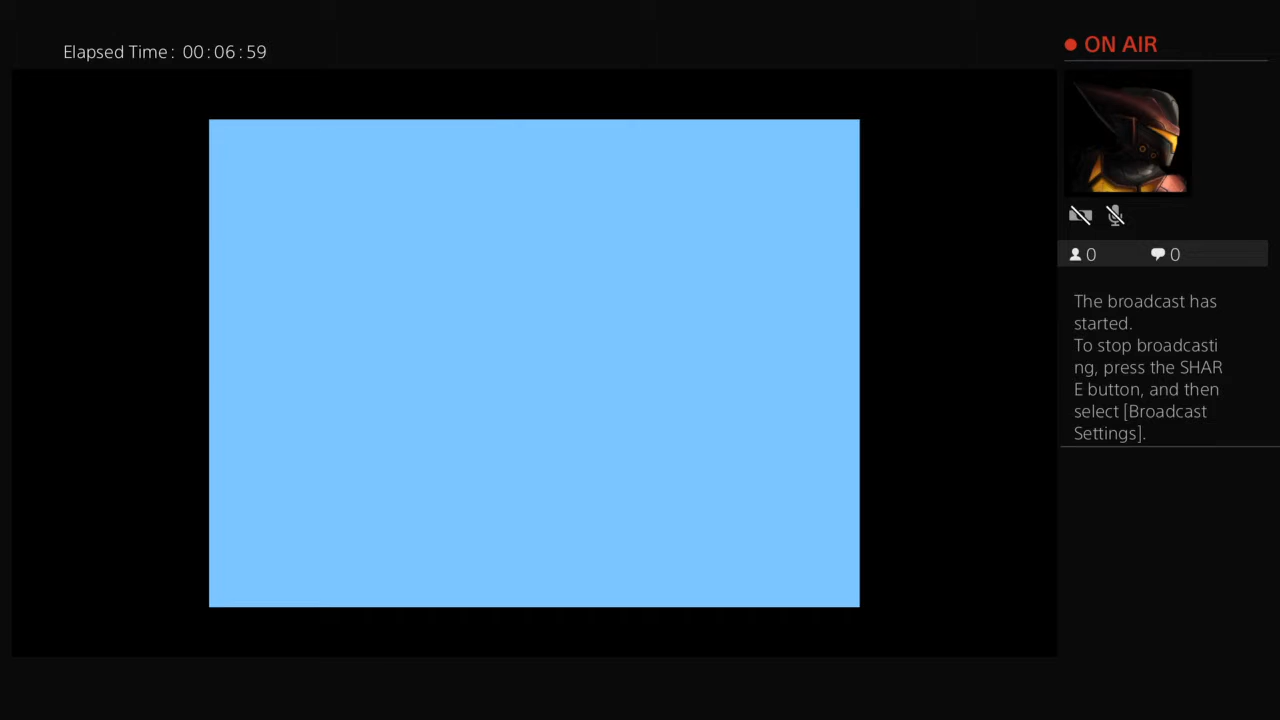 Elapsed Time: 00:06:59
ON AIR
0 0
The broadcast has
started.
To stop broadcasti
ng, press the SHAR
E button, and then
select [Broadcast
Settings].